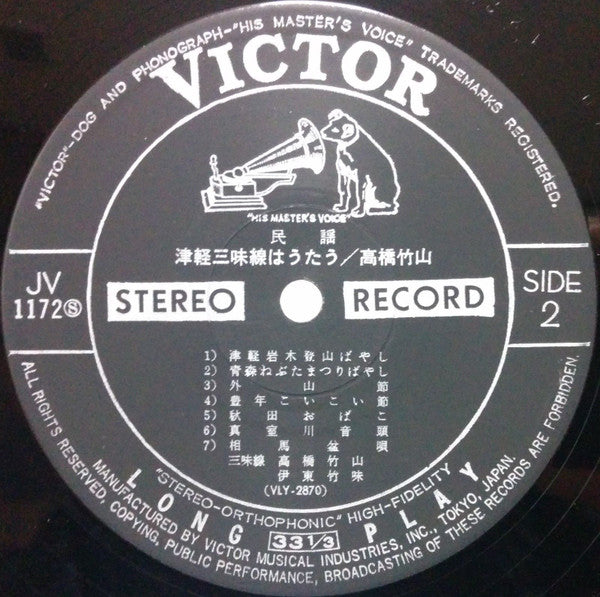 "VICTOR"–DOG AND PHONOGRAPH–"HIS MASTER'S VOICE" TRADEMARKS REGISTERED.
VICTOR
"HIS MASTER'S VOICE"
民謡
津軽三味線はうたう/高橋竹山
JV
1172Ⓢ
STEREO
RECORD
SIDE
2
1) 津軽岩木登山ばやし
2) 青森ねぶたまつりばやし
3) 外山節
4) 豊年こいこい節
5) 秋田おばこ
6) 真室川音頭
7) 相馬盆唄
三味線 高橋竹山
伊東竹味
(VLY-2870)
"STEREO-ORTHOPHONIC" HIGH-FIDELITY
LONG 33 1/3 PLAY
MANUFACTURED BY VICTOR MUSICAL INDUSTRIES, INC., TOKYO, JAPAN.
ALL RIGHTS RESERVED, COPYING, PUBLIC PERFORMANCE, BROADCASTING OF THESE RECORDS ARE FORBIDDEN.